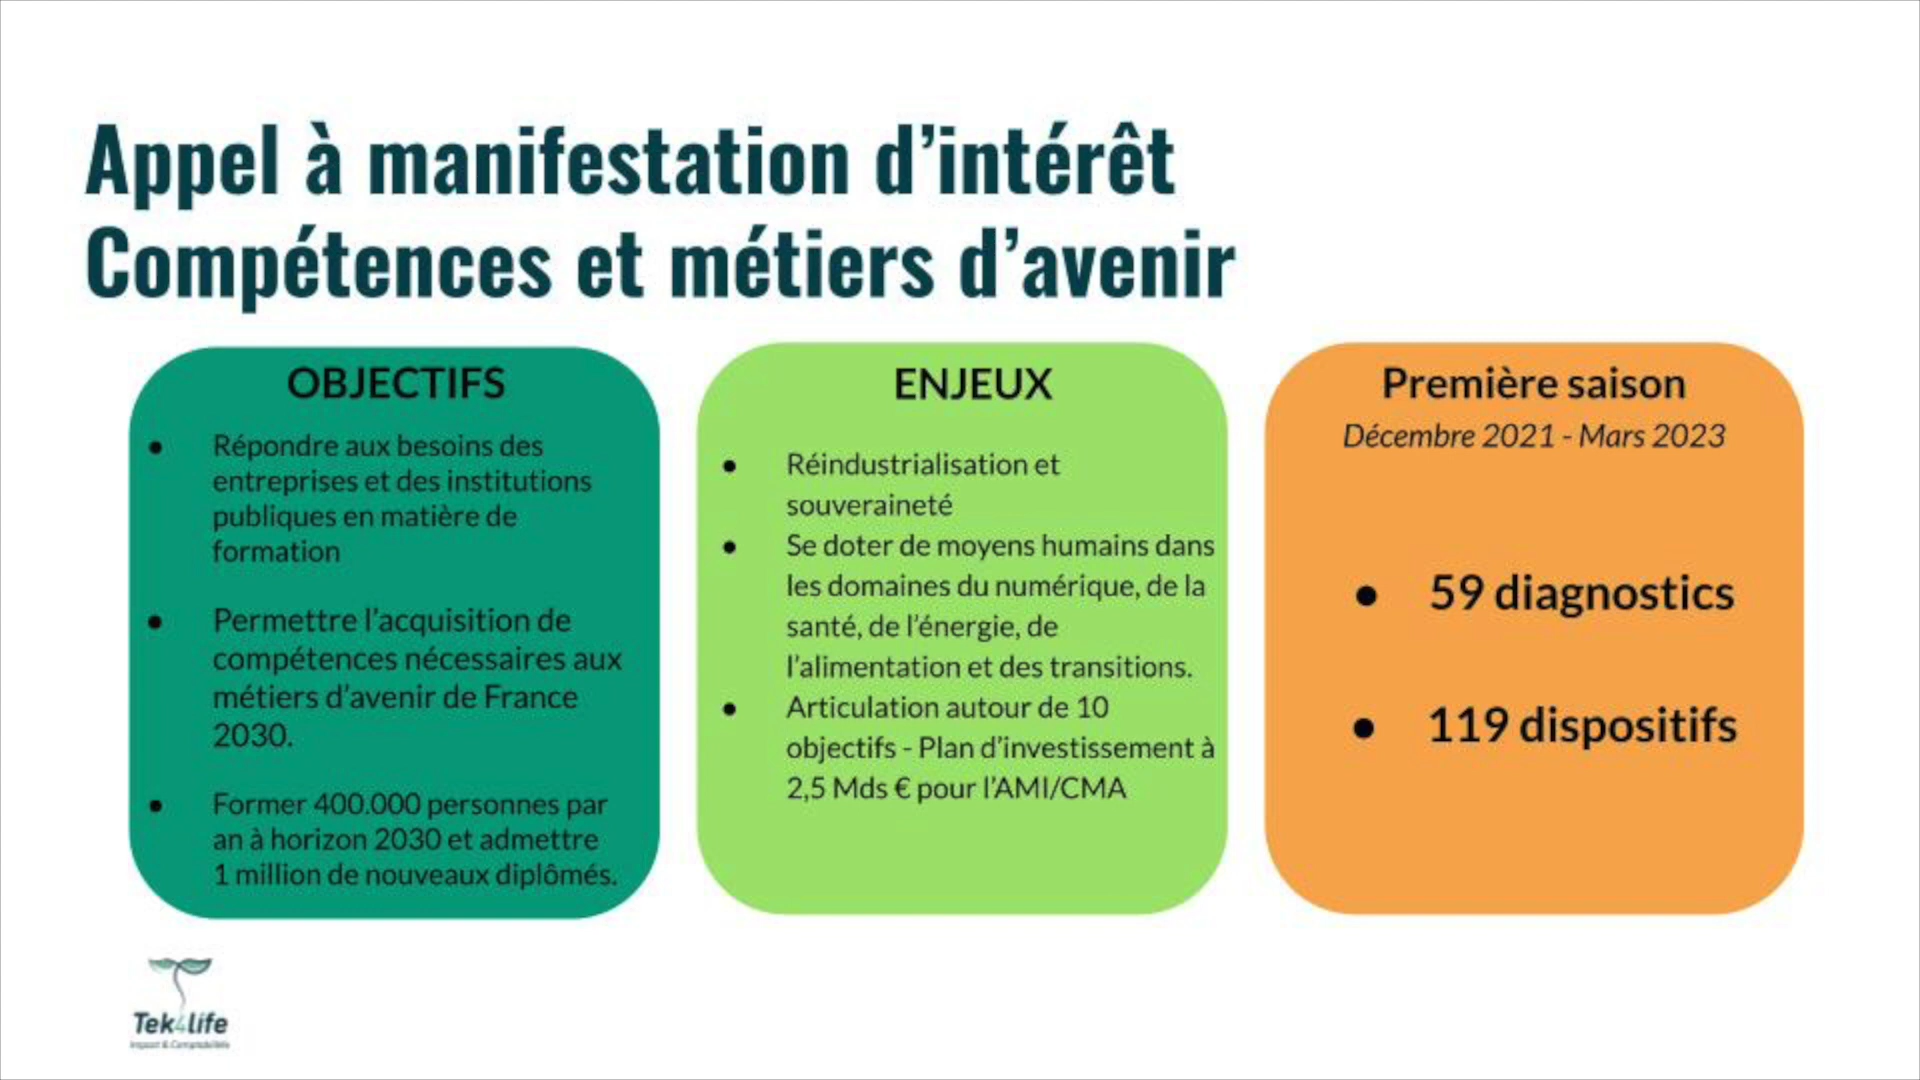 Appel à manifestation d’intérêt
Compétences et métiers d’avenir
OBJECTIFS
● Répondre aux besoins des
entreprises et des institutions
publiques en matière de
formation
● Permettre l’acquisition de
compétences nécessaires aux
métiers d’avenir de France
2030.
● Former 400.000 personnes par
an à horizon 2030 et admettre
1 million de nouveaux diplômés.
ENJEUX
● Réindustrialisation et
souveraineté
● Se doter de moyens humains dans
les domaines du numérique, de la
santé, de l’énergie, de
l’alimentation et des transitions.
● Articulation autour de 10
objectifs - Plan d’investissement à
2,5 Mds € pour l’AMI/CMA
Première saison
Décembre 2021 - Mars 2023
● 59 diagnostics
● 119 dispositifs
Tek4life
Impact &